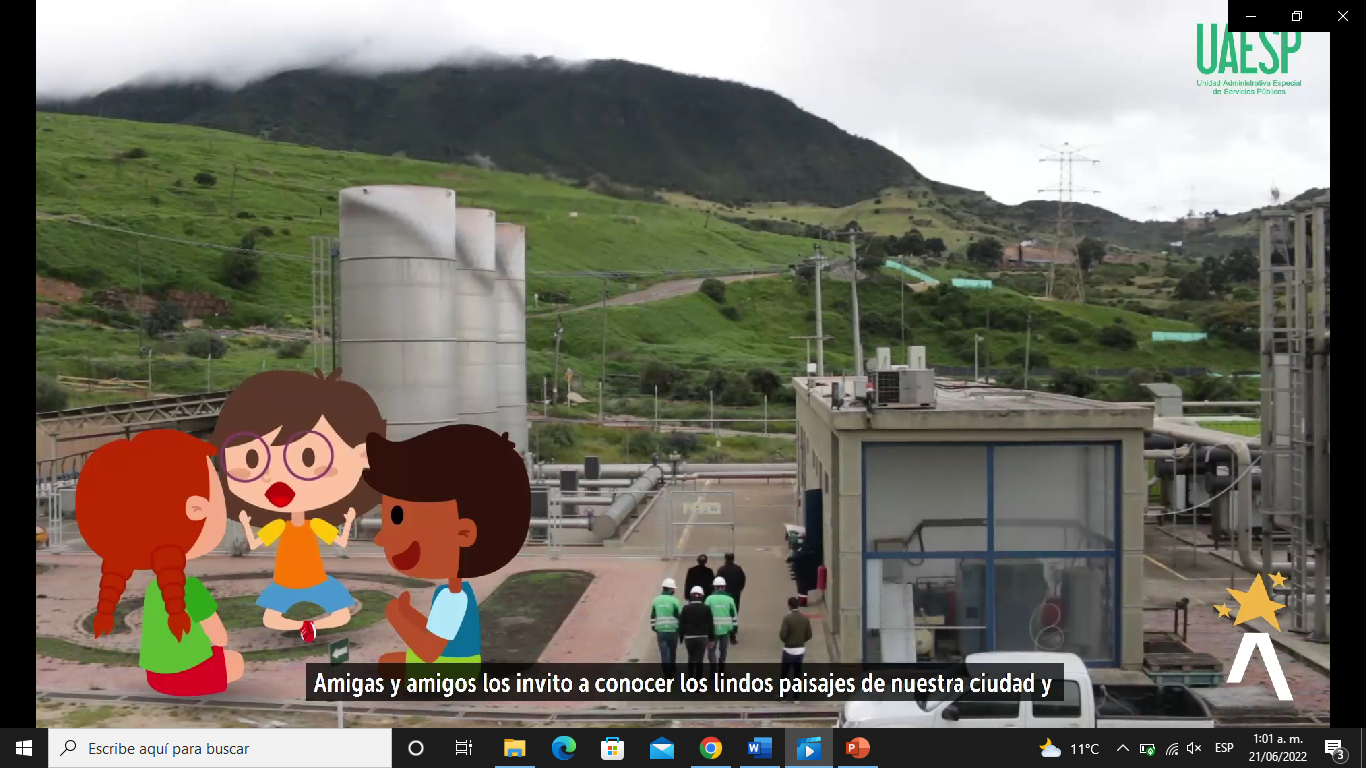 UAESP
Unidad Administrativa Especial
de Servicios Públicos
Amigas y amigos los invito a conocer los lindos paisajes de nuestra ciudad y
Escribe aquí para buscar
11°C
ESP
1:01 a. m.
21/06/2022
3